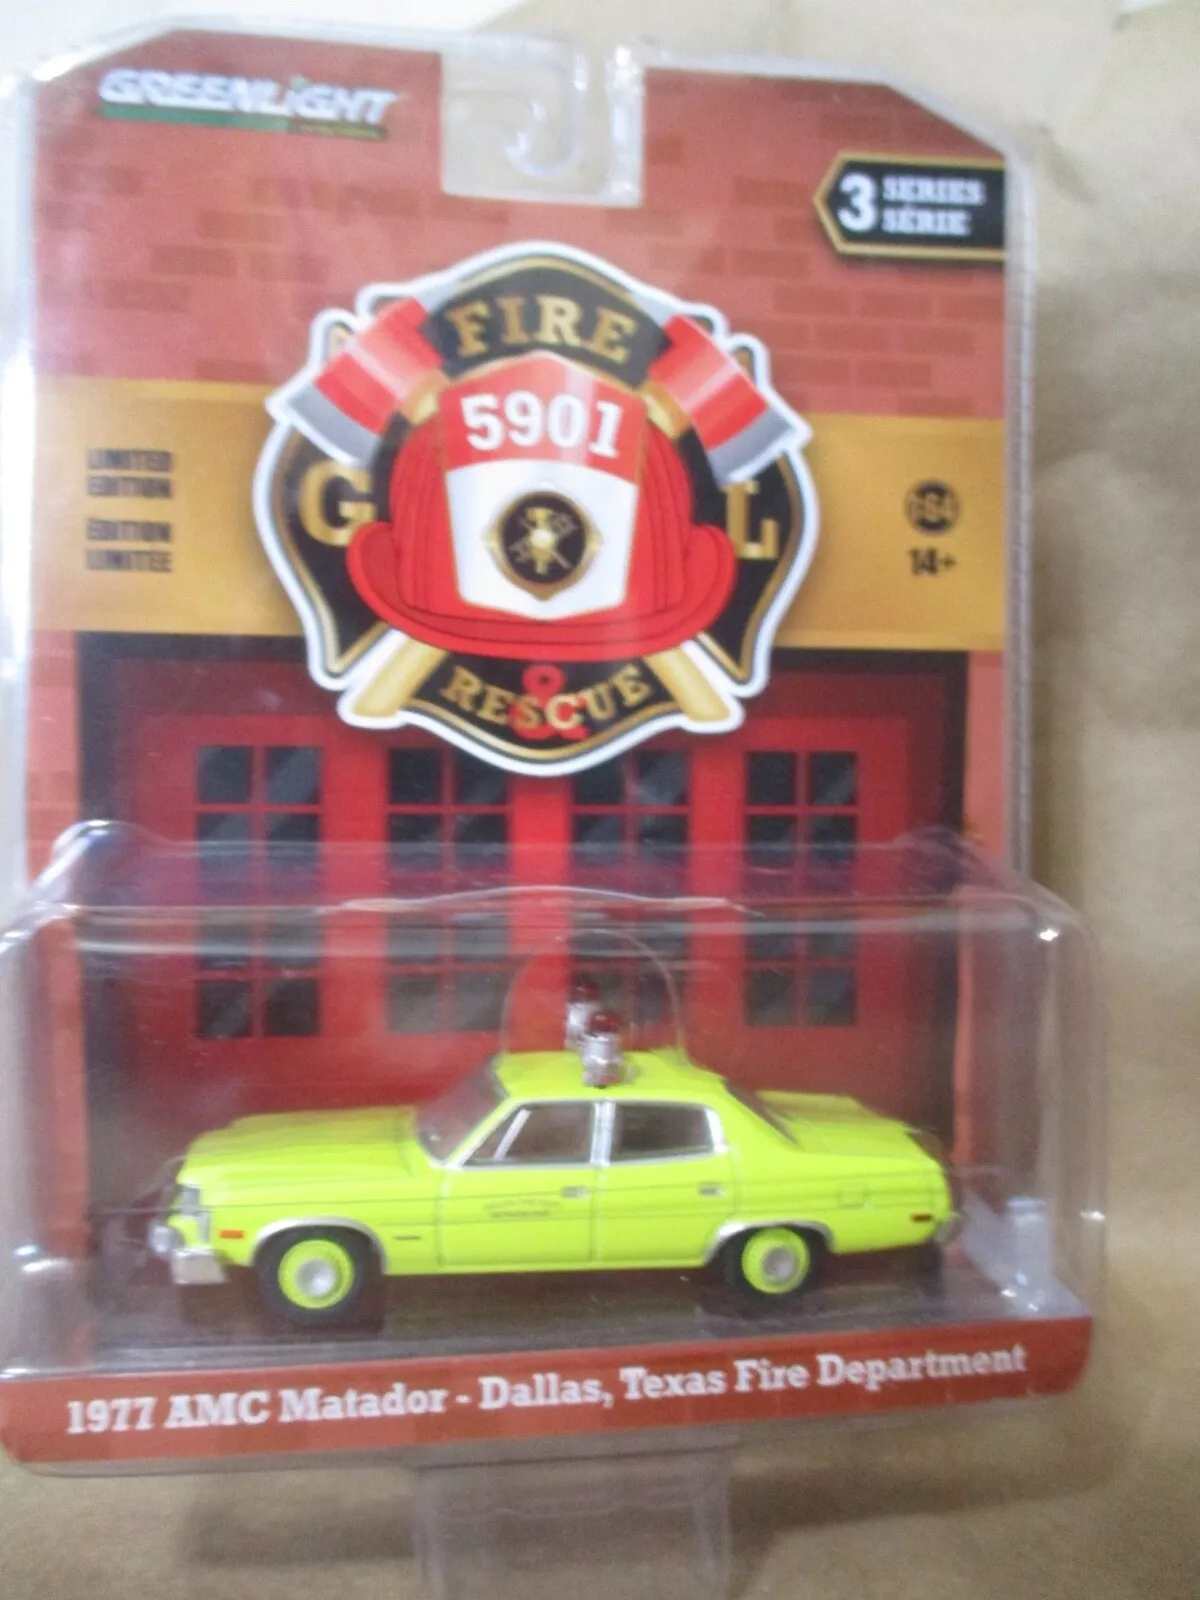 GREENLiGHT
3 SERIES
SÉRIE
FIRE
5901
LIMITED
EDITION
ÉDITION
LIMITÉE
G L
1:64
14+
&
RESCUE
1977 AMC Matador - Dallas, Texas Fire Department